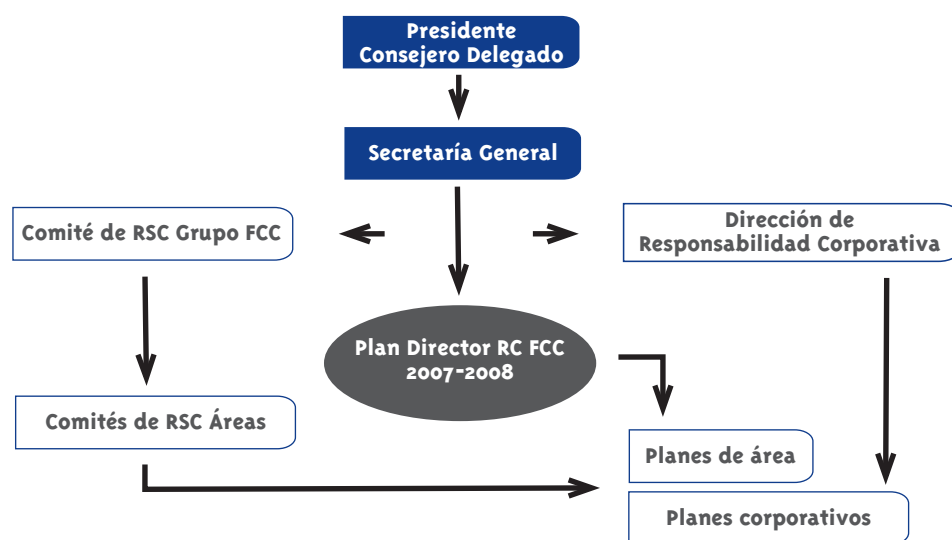 Presidente
Consejero Delegado
Secretaría General
Comité de RSC Grupo FCC
Dirección de
Responsabilidad Corporativa
Plan Director RC FCC
2007-2008
Comités de RSC Áreas
Planes de área
Planes corporativos